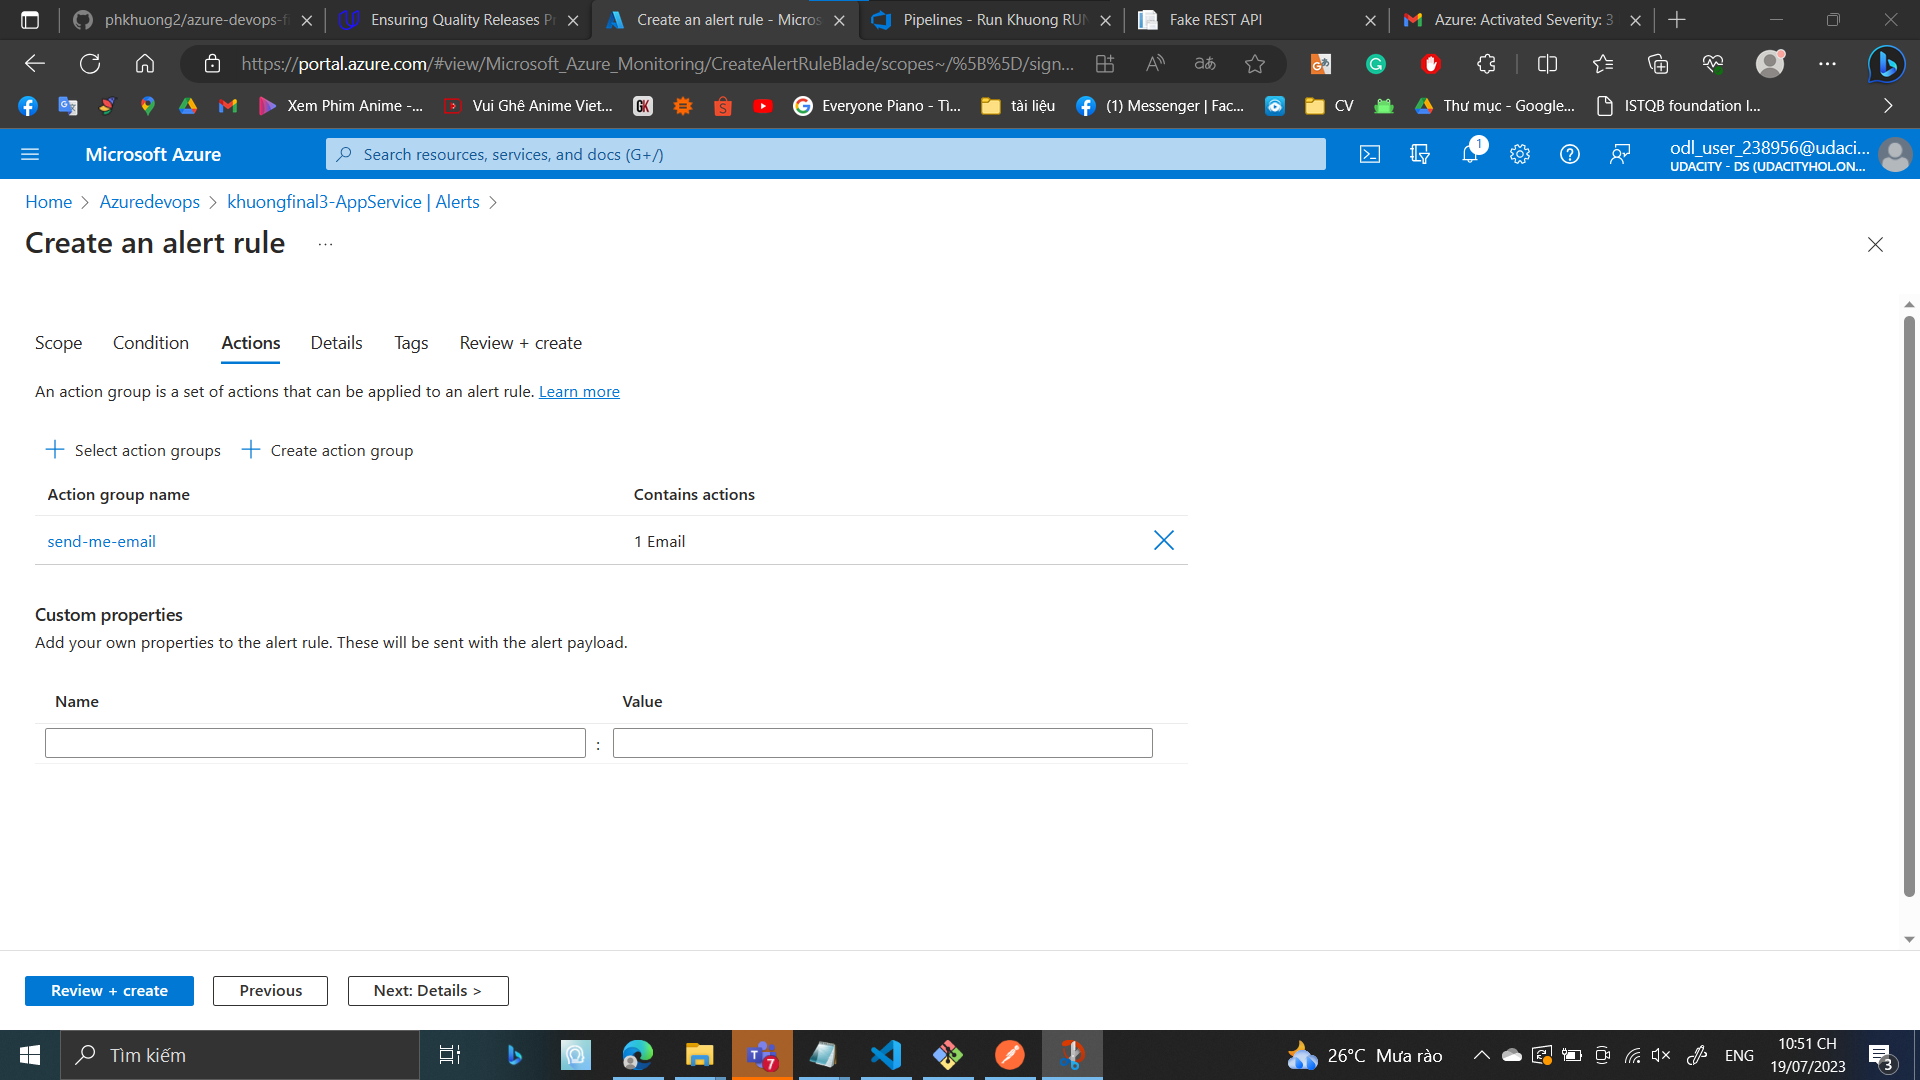 phkhuong2/azure-devops-fi
Ensuring Quality Releases Pr
Create an alert rule - Micros
Pipelines - Run Khuong RUN
Fake REST API
Azure: Activated Severity: 3
https://portal.azure.com/#view/Microsoft_Azure_Monitoring/CreateAlertRuleBlade/scopes~/%5B%5D/sign...
Xem Phim Anime -...
Vui Ghê Anime Viet...
Everyone Piano - Tì...
tài liệu
(1) Messenger | Fac...
CV
Thư mục - Google...
ISTQB foundation l...
Microsoft Azure
Search resources, services, and docs (G+/)
1
odl_user_238956@udaci...
UDACITY - DS (UDACITYHOL.ON...
Home > Azuredevops > khuongfinal3-AppService | Alerts >
Create an alert rule ...
Scope
Condition
Actions
Details
Tags
Review + create
An action group is a set of actions that can be applied to an alert rule. Learn more
+ Select action groups
+ Create action group
Action group name
Contains actions
send-me-email
1 Email
Custom properties
Add your own properties to the alert rule. These will be sent with the alert payload.
Name
Value
:
Review + create
Previous
Next: Details >
Tìm kiếm
7
26°C Mưa rào
ENG
10:51 CH
19/07/2023
3